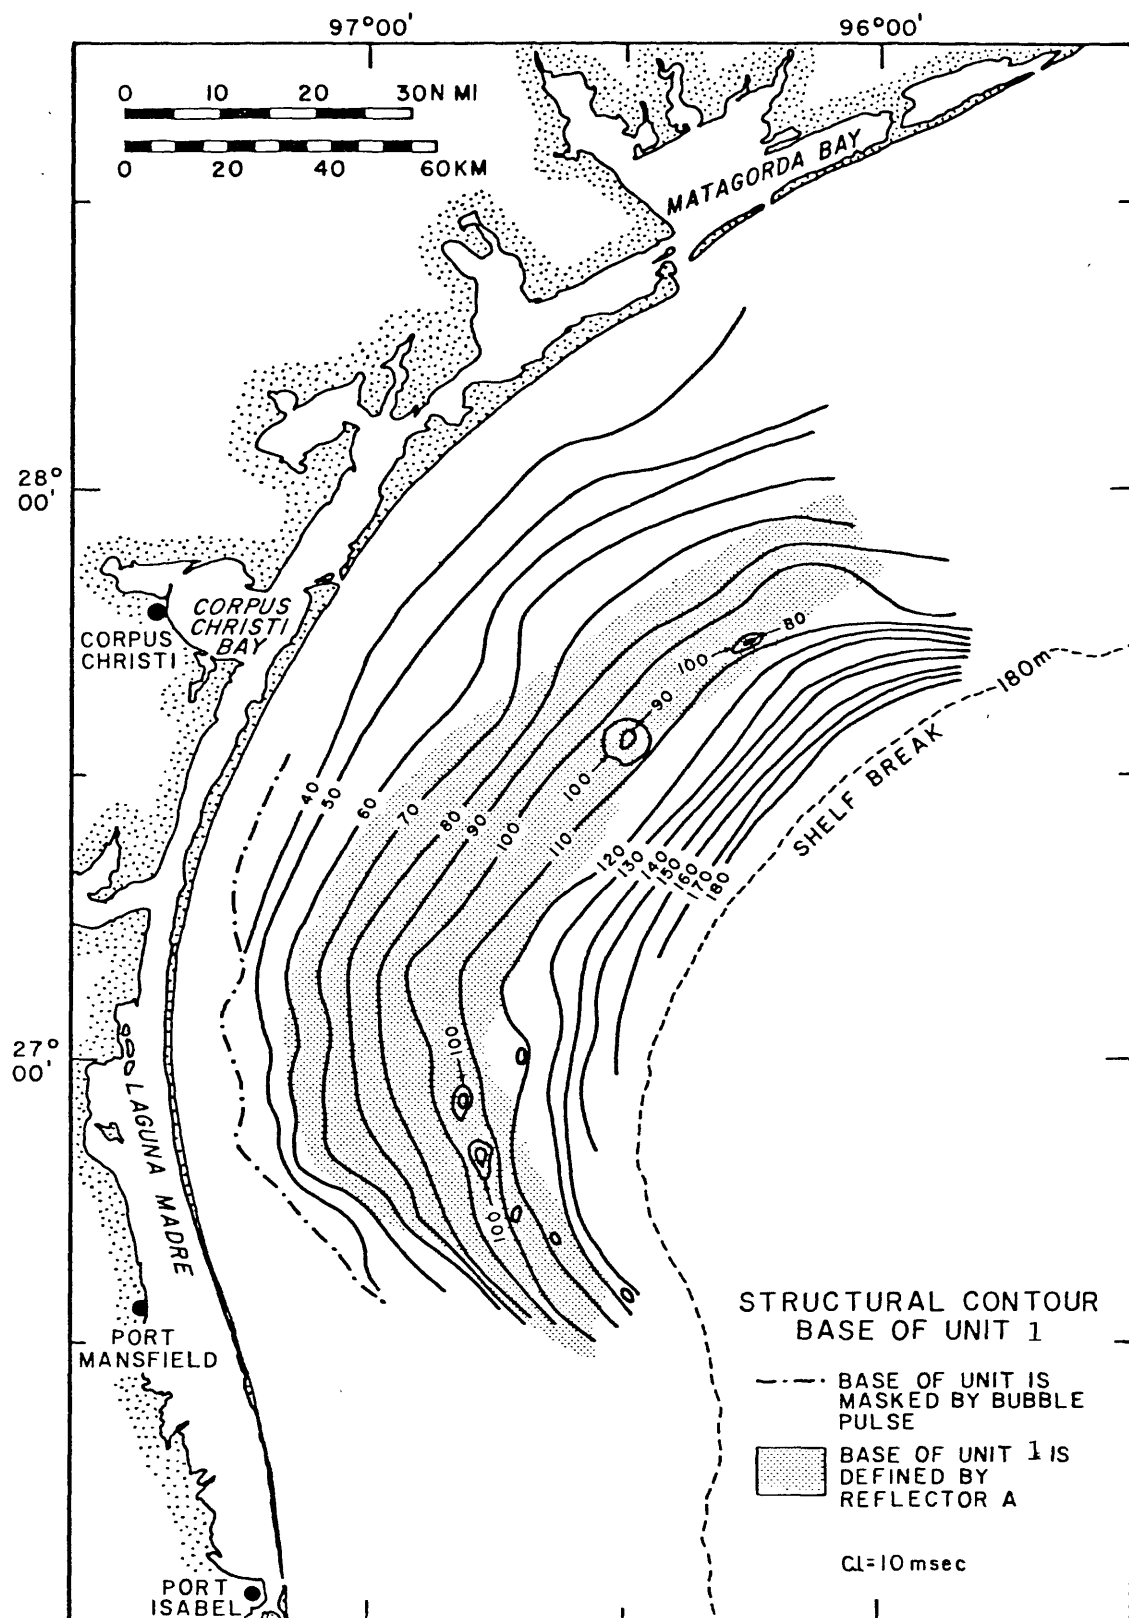 97°00'
96°00'
0 10 20 30 N MI
0 20 40 60 KM
MATAGORDA BAY
28°
00'
CORPUS
CHRISTI
BAY
CORPUS
CHRISTI
80
100
90
100
180m
SHELF BREAK
40
50
60
70
80
90
100
110
120
130
140
150
160
170
180
27°
00'
100
100
LAGUNA MADRE
PORT
MANSFIELD
PORT
ISABEL
STRUCTURAL CONTOUR
BASE OF UNIT 1
BASE OF UNIT IS
MASKED BY BUBBLE
PULSE
BASE OF UNIT 1 IS
DEFINED BY
REFLECTOR A
C.I.=10 msec